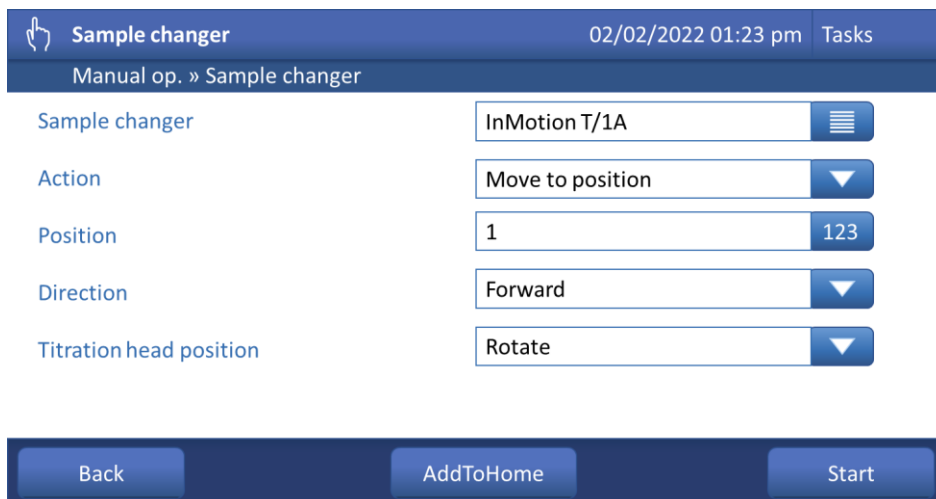 Sample changer 02/02/2022 01:23 pm Tasks
Manual op. » Sample changer
Sample changer InMotion T/1A
Action Move to position
Position 1 123
Direction Forward
Titration head position Rotate
Back AddToHome Start